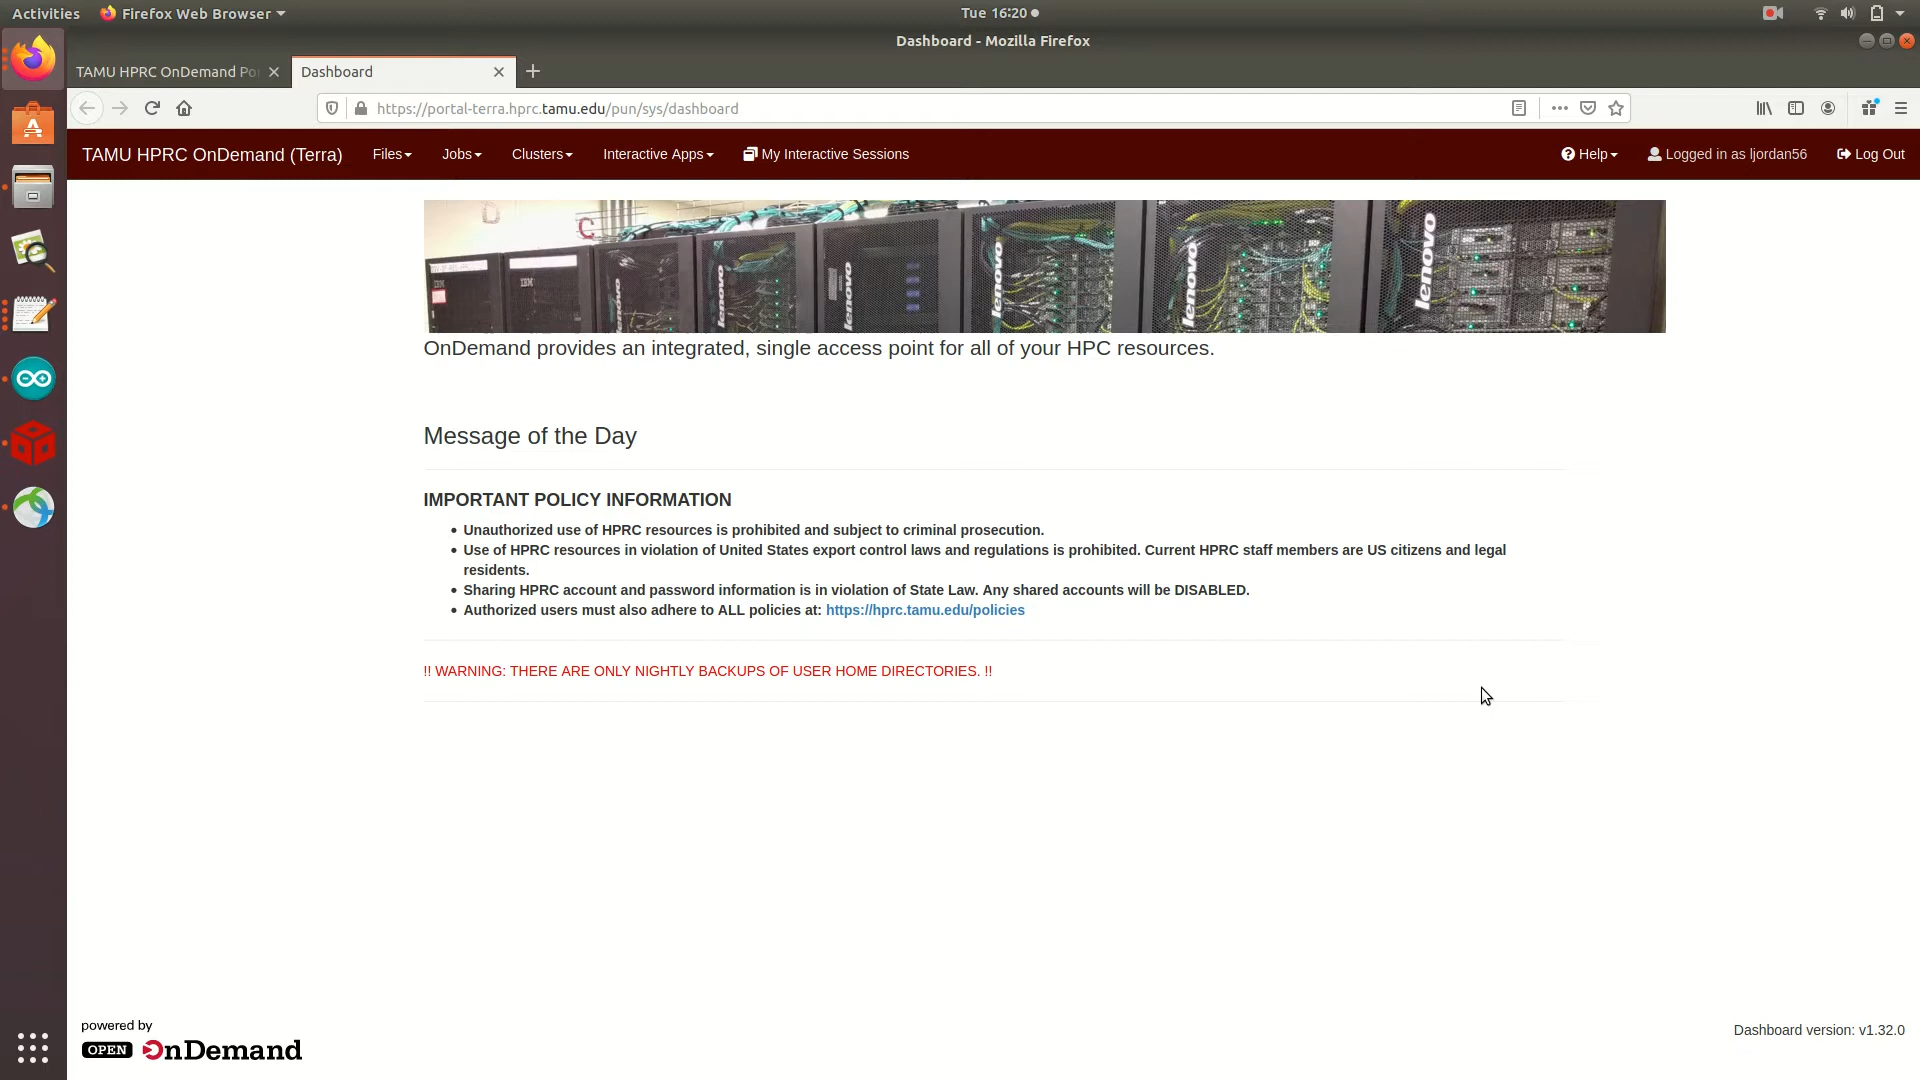 Activities
Firefox Web Browser
Tue 16:20
Dashboard - Mozilla Firefox
TAMU HPRC OnDemand Po
Dashboard
https://portal-terra.hprc.tamu.edu/pun/sys/dashboard
TAMU HPRC OnDemand (Terra)
Files
Jobs
Clusters
Interactive Apps
My Interactive Sessions
Help
Logged in as ljordan56
Log Out
IBM
IBM
lenovo
lenovo
lenovo
lenovo
lenovo
lenovo
OnDemand provides an integrated, single access point for all of your HPC resources.
Message of the Day
IMPORTANT POLICY INFORMATION
• Unauthorized use of HPRC resources is prohibited and subject to criminal prosecution.
• Use of HPRC resources in violation of United States export control laws and regulations is prohibited. Current HPRC staff members are US citizens and legal
residents.
• Sharing HPRC account and password information is in violation of State Law. Any shared accounts will be DISABLED.
• Authorized users must also adhere to ALL policies at: https://hprc.tamu.edu/policies
!! WARNING: THERE ARE ONLY NIGHTLY BACKUPS OF USER HOME DIRECTORIES. !!
powered by
OPEN OnDemand
Dashboard version: v1.32.0